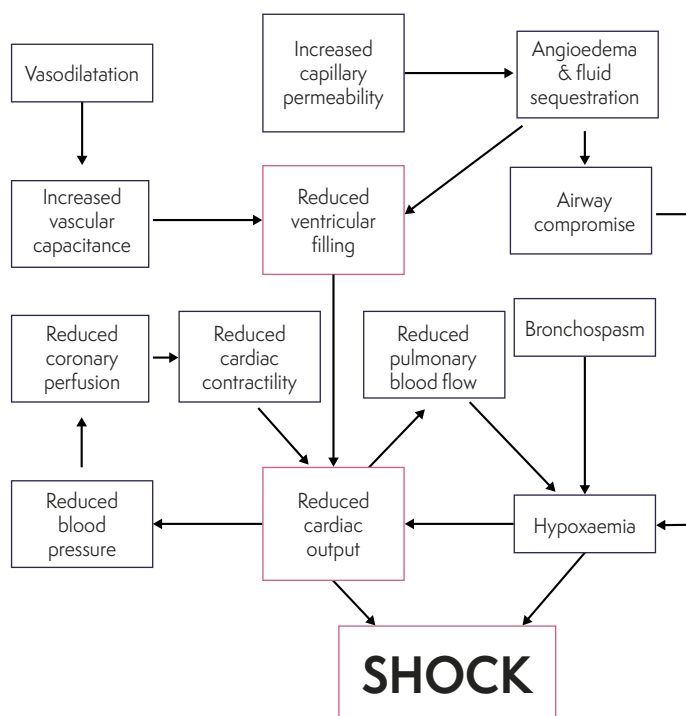 Vasodilatation
Increased
capillary
permeability
Angioedema
& fluid
sequestration
Increased
vascular
capacitance
Reduced
ventricular
filling
Airway
compromise
Reduced
coronary
perfusion
Reduced
cardiac
contractility
Reduced
pulmonary
blood flow
Bronchospasm
Reduced
blood
pressure
Reduced
cardiac
output
Hypoxaemia
SHOCK